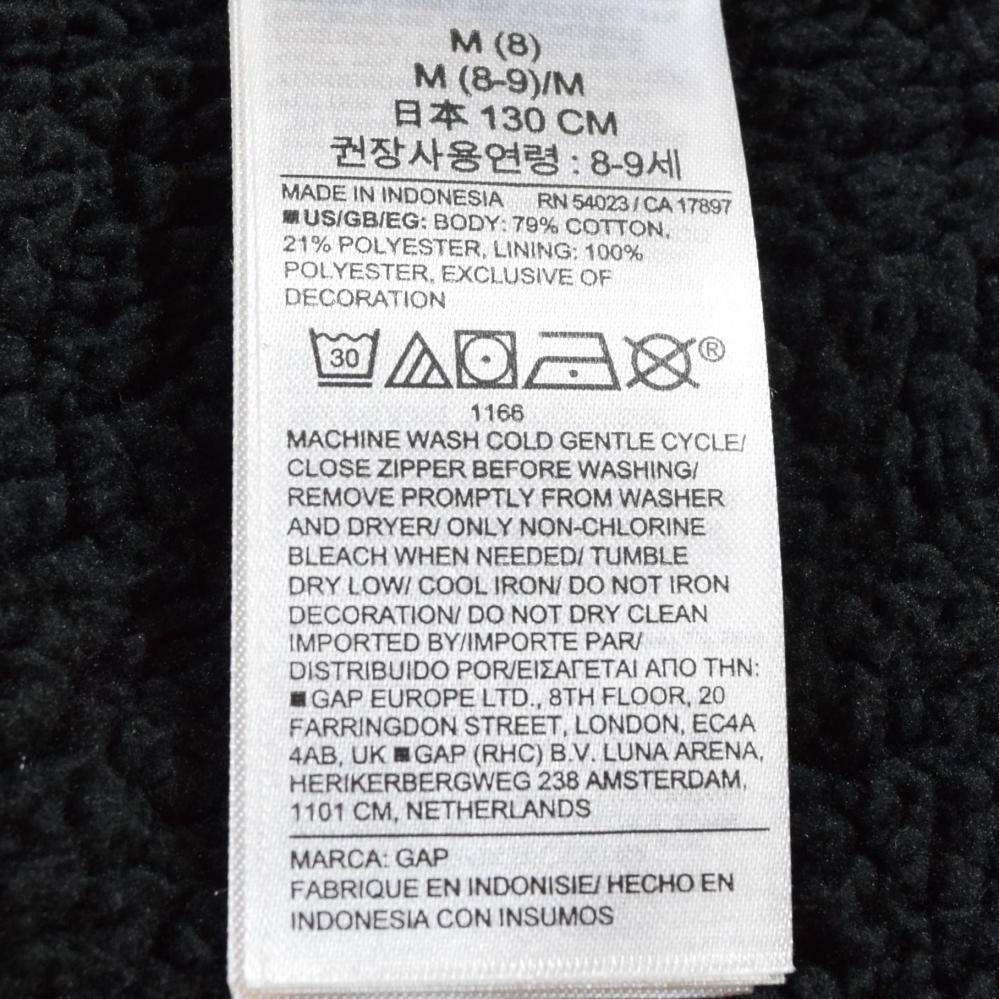 M (8)
M (8-9)/M
日本 130 CM
권장사용연령 : 8-9세
MADE IN INDONESIA RN 54023 / CA 17897
US/GB/EG: BODY: 79% COTTON,
21% POLYESTER, LINING: 100%
POLYESTER, EXCLUSIVE OF
DECORATION
30 ®
1166
MACHINE WASH COLD GENTLE CYCLE/
CLOSE ZIPPER BEFORE WASHING/
REMOVE PROMPTLY FROM WASHER
AND DRYER/ ONLY NON-CHLORINE
BLEACH WHEN NEEDED/ TUMBLE
DRY LOW/ COOL IRON/ DO NOT IRON
DECORATION/ DO NOT DRY CLEAN
IMPORTED BY/IMPORTE PAR/
DISTRIBUIDO POR/ΕΙΣΑΓΕΤΑΙ ΑΠΟ ΤΗΝ:
GAP EUROPE LTD., 8TH FLOOR, 20
FARRINGDON STREET, LONDON, EC4A
4AB, UK GAP (RHC) B.V. LUNA ARENA,
HERIKERBERGWEG 238 AMSTERDAM,
1101 CM, NETHERLANDS
MARCA: GAP
FABRIQUE EN INDONISIE/ HECHO EN
INDONESIA CON INSUMOS